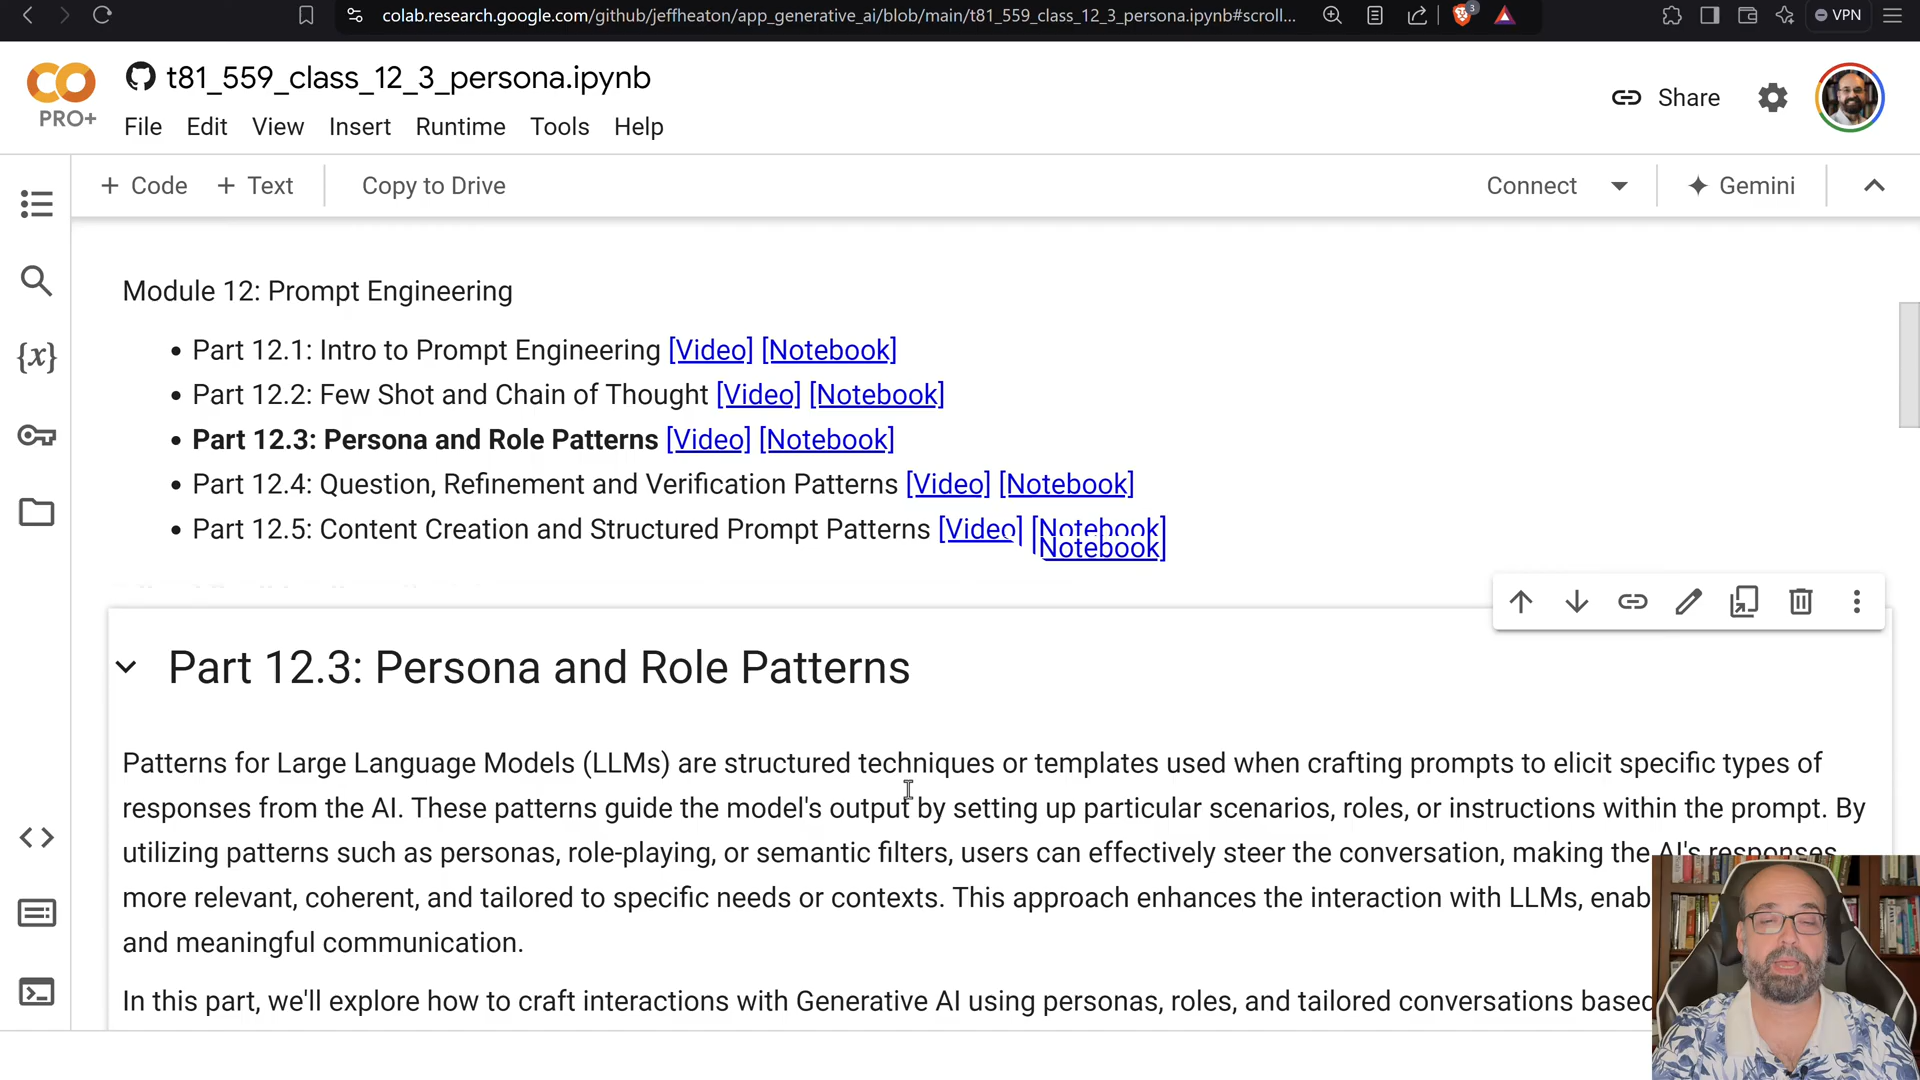 colab.research.google.com/github/jeffheaton/app_generative_ai/blob/main/t81_559_class_12_3_persona.ipynb#scroll...
3
VPN
t81_559_class_12_3_persona.ipynb
PRO+
File Edit View Insert Runtime Tools Help
Share
+ Code + Text Copy to Drive
Connect
Gemini
{x}
Module 12: Prompt Engineering
• Part 12.1: Intro to Prompt Engineering [Video] [Notebook]
• Part 12.2: Few Shot and Chain of Thought [Video] [Notebook]
• Part 12.3: Persona and Role Patterns [Video] [Notebook]
• Part 12.4: Question, Refinement and Verification Patterns [Video] [Notebook]
• Part 12.5: Content Creation and Structured Prompt Patterns [Video] [Notebook]
Notebook]
Part 12.3: Persona and Role Patterns
Patterns for Large Language Models (LLMs) are structured techniques or templates used when crafting prompts to elicit specific types of
responses from the AI. These patterns guide the model's output by setting up particular scenarios, roles, or instructions within the prompt. By
utilizing patterns such as personas, role-playing, or semantic filters, users can effectively steer the conversation, making the AI's responses
more relevant, coherent, and tailored to specific needs or contexts. This approach enhances the interaction with LLMs, enab
and meaningful communication.
In this part, we'll explore how to craft interactions with Generative AI using personas, roles, and tailored conversations based